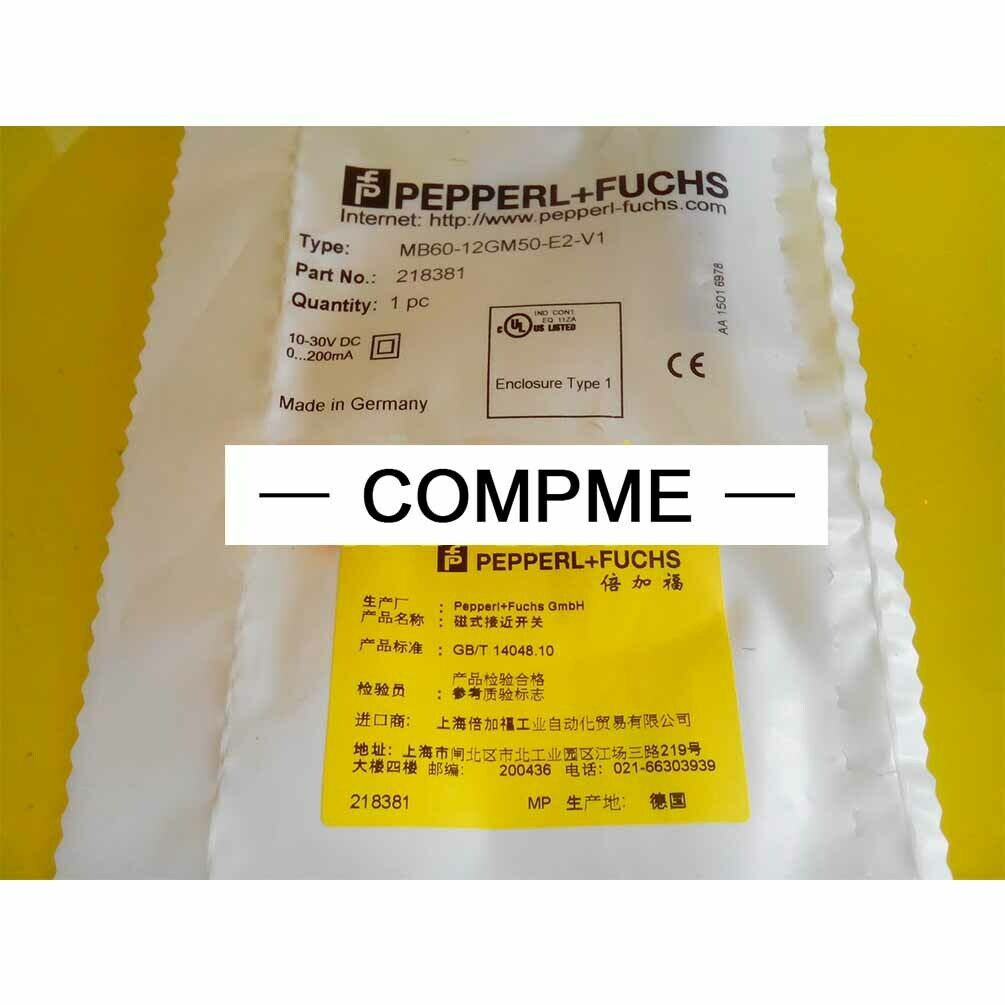 PEPPERL+FUCHS
Internet: http://www.pepperl-fuchs.com
Type: MB60-12GM50-E2-V1
Part No.: 218381
Quantity: 1 pc
10-30V DC
0...200mA
IND CONT.
EQ 11ZA
C UL US LISTED
Enclosure Type 1
AA 1501 6978
CE
Made in Germany
— COMPME —
PEPPERL+FUCHS
倍加福
生产厂 : Pepperl+Fuchs GmbH
产品名称 : 磁式接近开关
产品标准 : GB/T 14048.10
产品检验合格
检验员 : 参考质验标志
进口商: 上海倍加福工业自动化贸易有限公司
地址: 上海市闸北区市北工业园区江场三路219号
大楼四楼 邮编: 200436 电话: 021-66303939
218381 MP 生产地: 德国